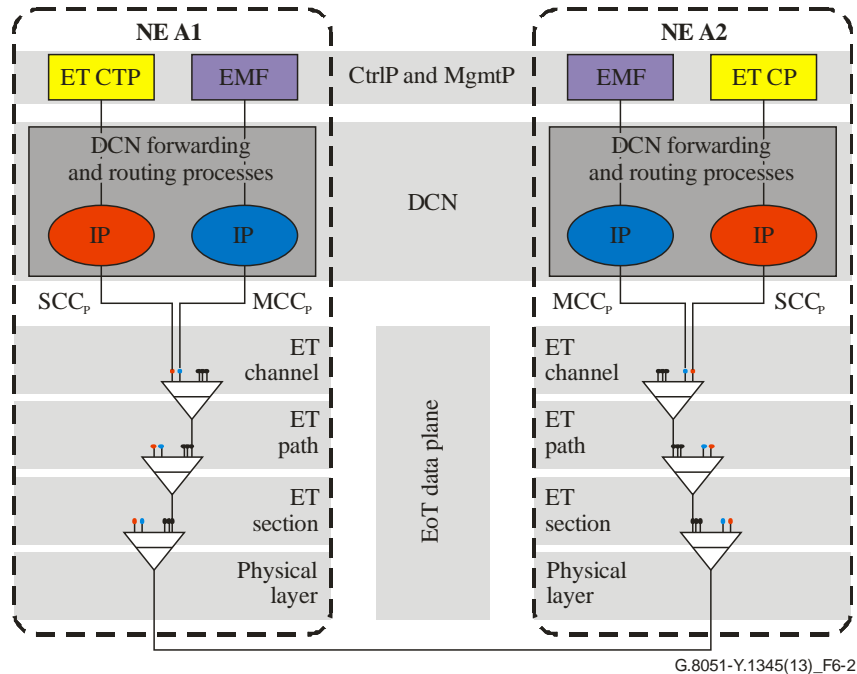 NE A1
NE A2
ET CTP
EMF
CtrlP and MgmtP
EMF
ET CP
DCN forwarding
and routing processes
IP
IP
DCN
DCN forwarding
and routing processes
IP
IP
SCCP
MCCP
MCCP
SCCP
ET
channel
ET
path
ET
section
Physical
layer
EoT data plane
ET
channel
ET
path
ET
section
Physical
layer
G.8051-Y.1345(13)_F6-2